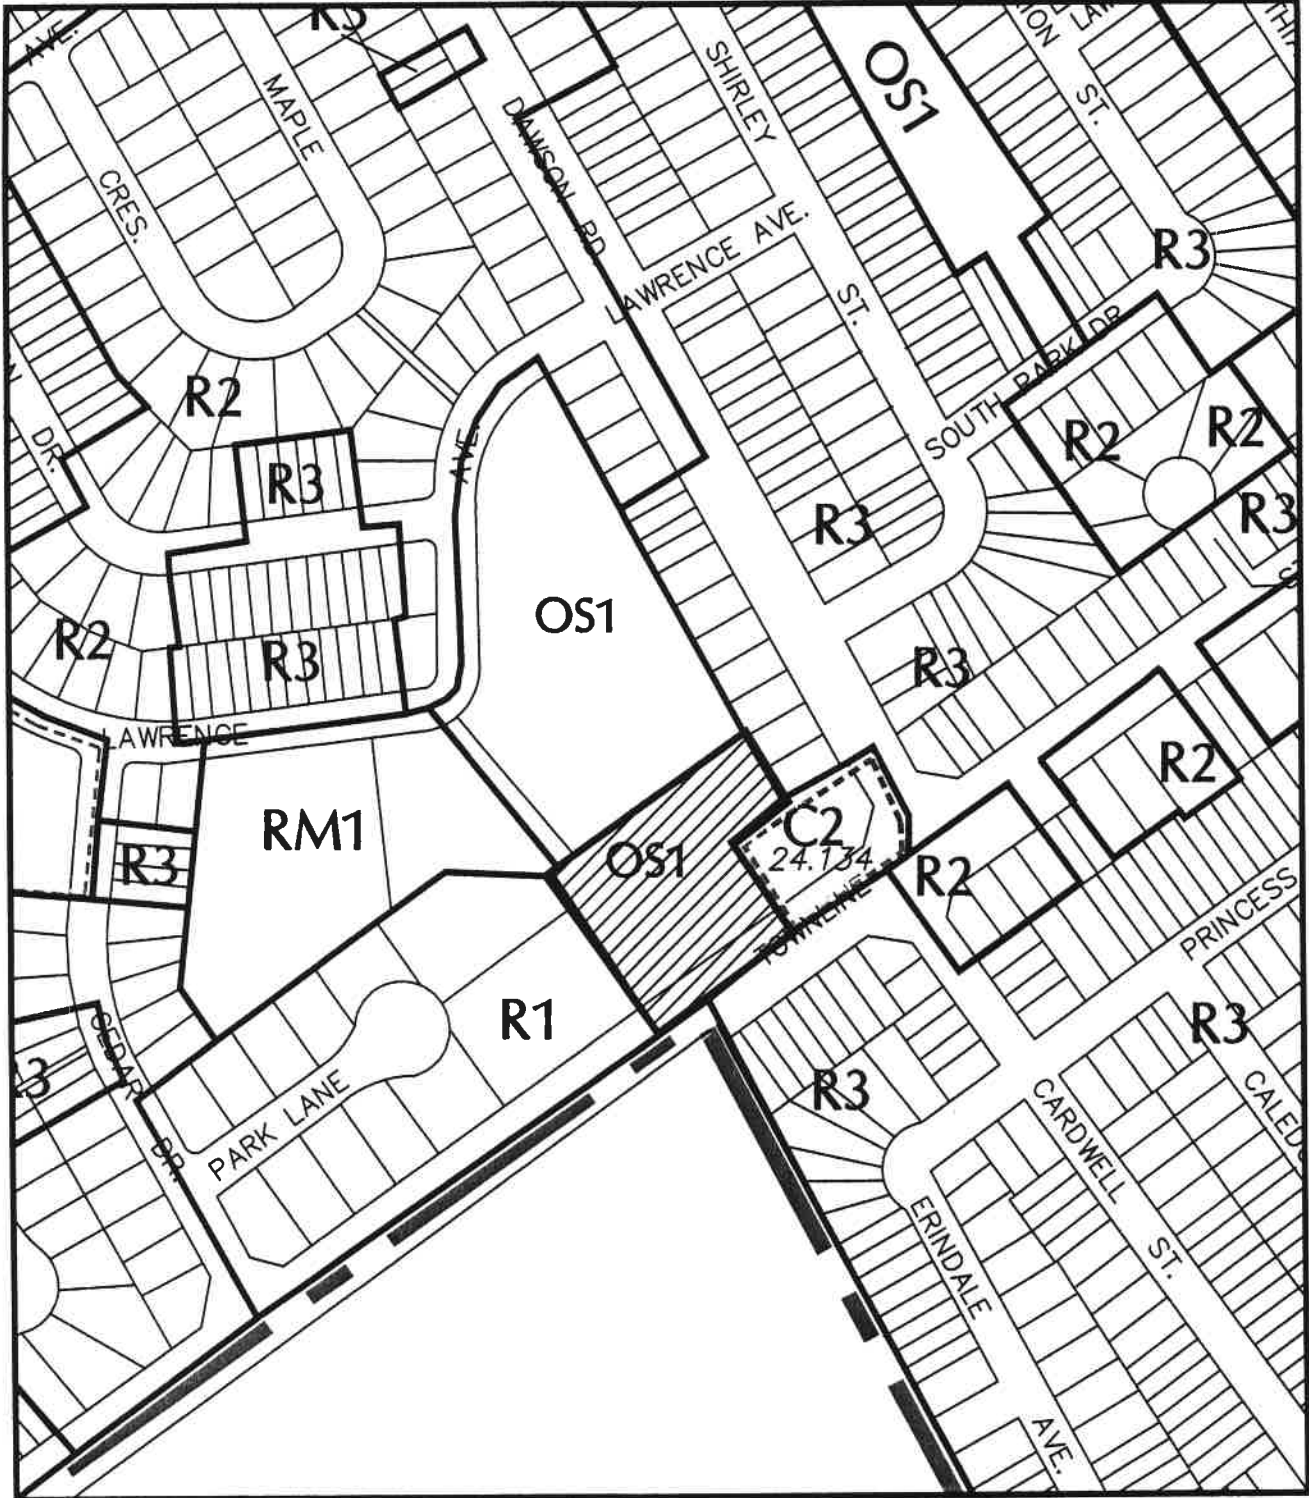 AVE.
R3
MAPLE
CRES.
DAWSON RD
SHIRLEY
ST.
OS1
ST.
LAWRENCE AVE.
R3
SOUTH PARK DR
R2
R3
AVE.
DR.
R2
R2
R3
R3
OS1
R2
R3
R3
LAWRENCE
RM1
R3
OS1
C2
24.134
TOWNLINE
R2
R2
PRINCESS
R1
R3
CEDAR
DR.
PARK LANE
R3
R3
CARDWELL
ST.
ERINDALE
AVE.